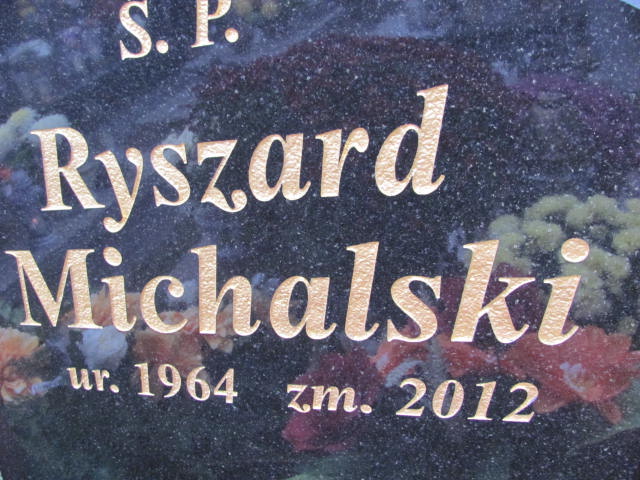 Ś. P.
Ryszard
Michalski
ur. 1964 zm. 2012